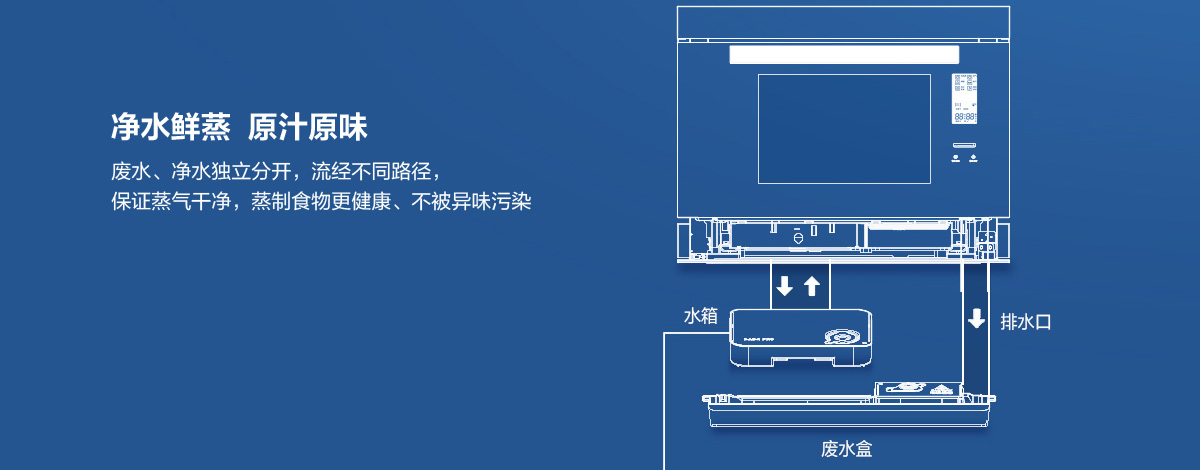 净水鲜蒸 原汁原味
废水、净水独立分开，流经不同路径，
保证蒸气干净，蒸制食物更健康、不被异味污染
水箱
排水口
废水盒